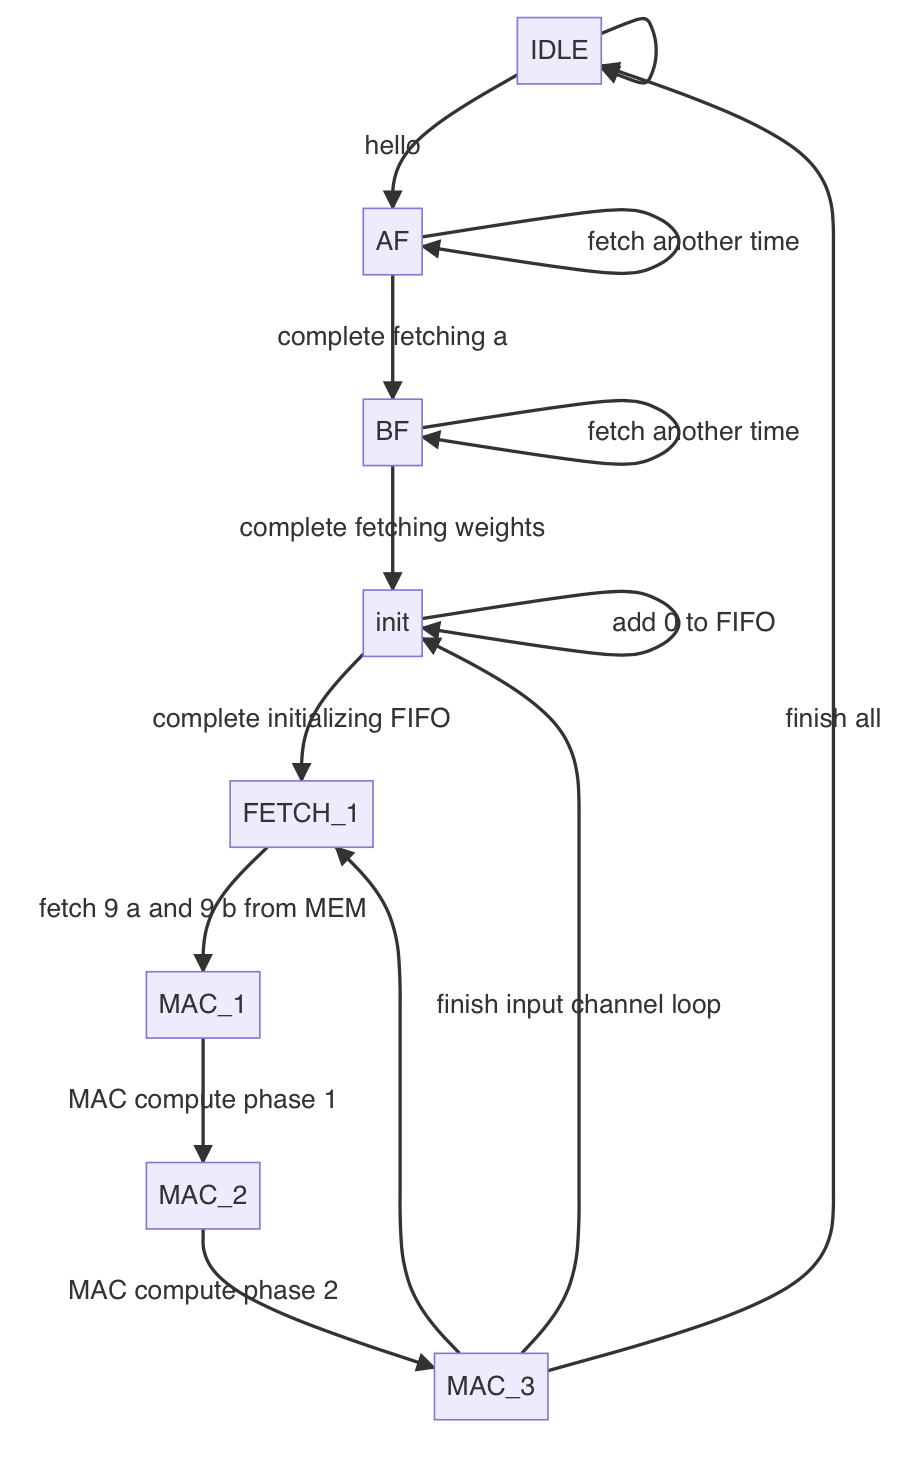 IDLE
hello
AF
fetch another time
complete fetching a
BF
fetch another time
complete fetching weights
init
add 0 to FIFO
complete initializing FIFO
finish all
FETCH_1
fetch 9 a and 9 b from MEM
MAC_1
finish input channel loop
MAC compute phase 1
MAC_2
MAC compute phase 2
MAC_3